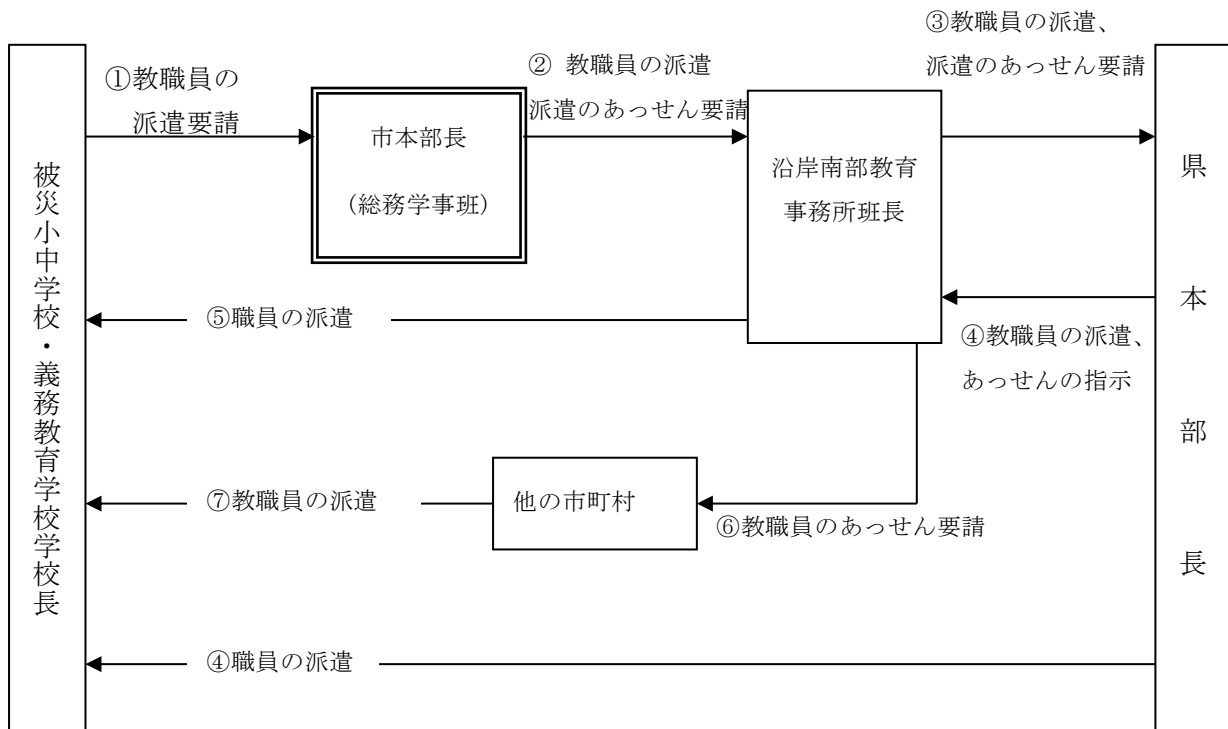 ③教職員の派遣、
派遣のあっせん要請
①教職員の
派遣要請
② 教職員の派遣
派遣のあっせん要請
市本部長
（総務学事班）
沿岸南部教育
事務所班長
被災小中学校・義務教育学校学校長
県本部長
⑤職員の派遣
④教職員の派遣、
あっせんの指示
⑦教職員の派遣
他の市町村
⑥教職員のあっせん要請
④職員の派遣